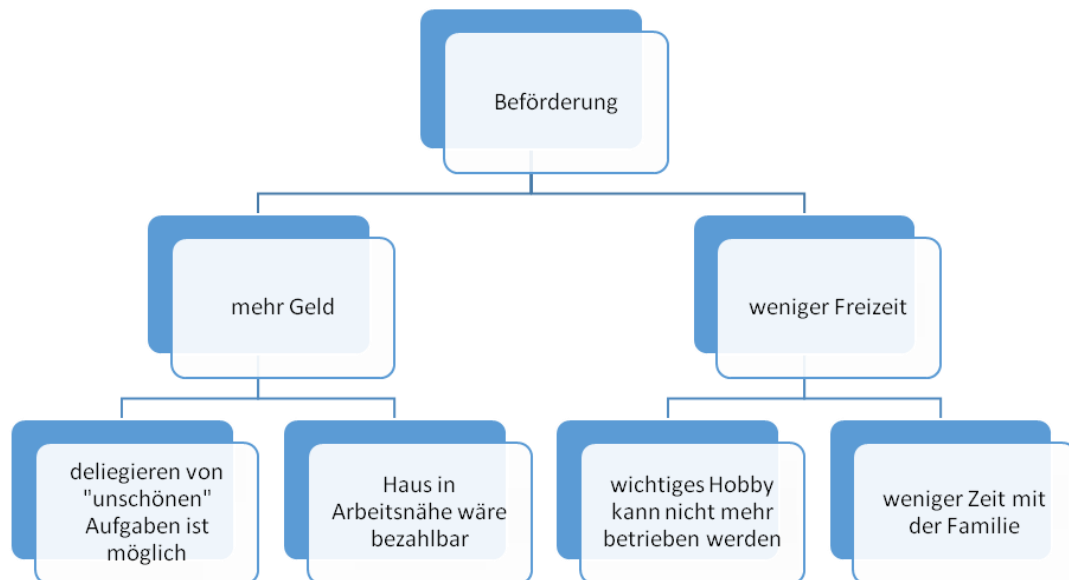 Beförderung
mehr Geld
weniger Freizeit
deliegieren von
"unschönen"
Aufgaben ist
möglich
Haus in
Arbeitsnähe wäre
bezahlbar
wichtiges Hobby
kann nicht mehr
betrieben werden
weniger Zeit mit
der Familie